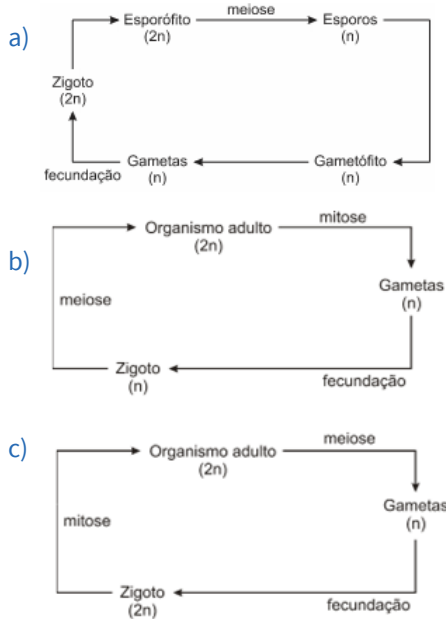 a)
Esporófito
(2n)
meiose
Esporos
(n)
Zigoto
(2n)
fecundação
Gametas
(n)
Gametófito
(n)
b)
Organismo adulto
(2n)
mitose
Gametas
(n)
meiose
Zigoto
(n)
fecundação
c)
Organismo adulto
(2n)
meiose
Gametas
(n)
mitose
Zigoto
(2n)
fecundação